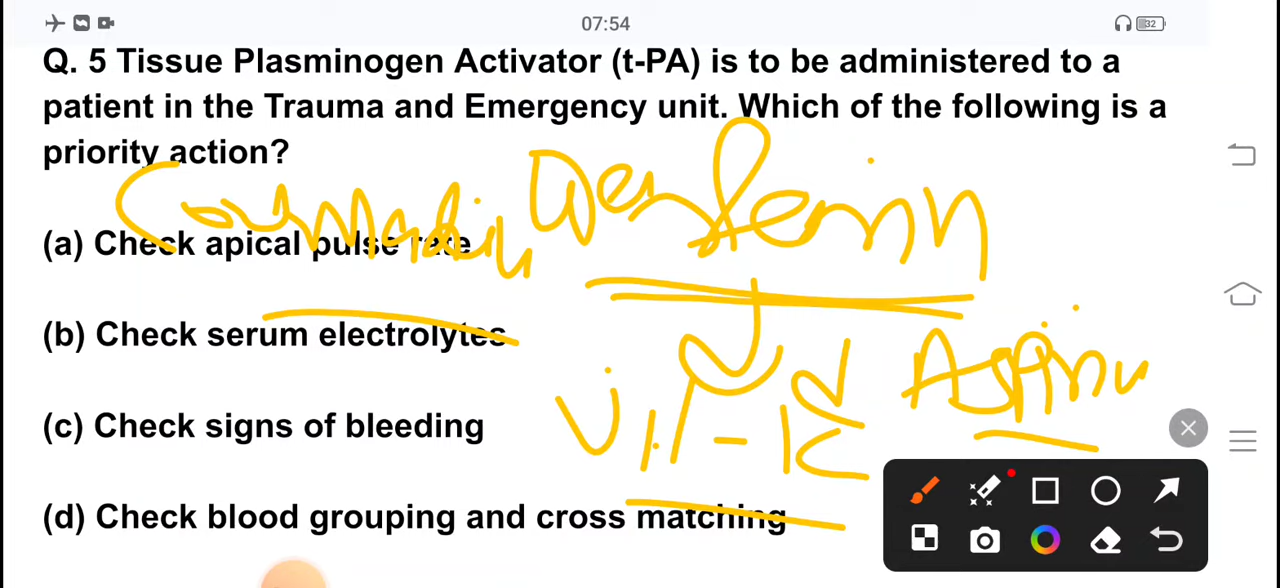 07:54
32
Q. 5 Tissue Plasminogen Activator (t-PA) is to be administered to a
patient in the Trauma and Emergency unit. Which of the following is a
priority action?
(a) Check apical pulse rate
(b) Check serum electrolytes
(c) Check signs of bleeding
(d) Check blood grouping and cross matching